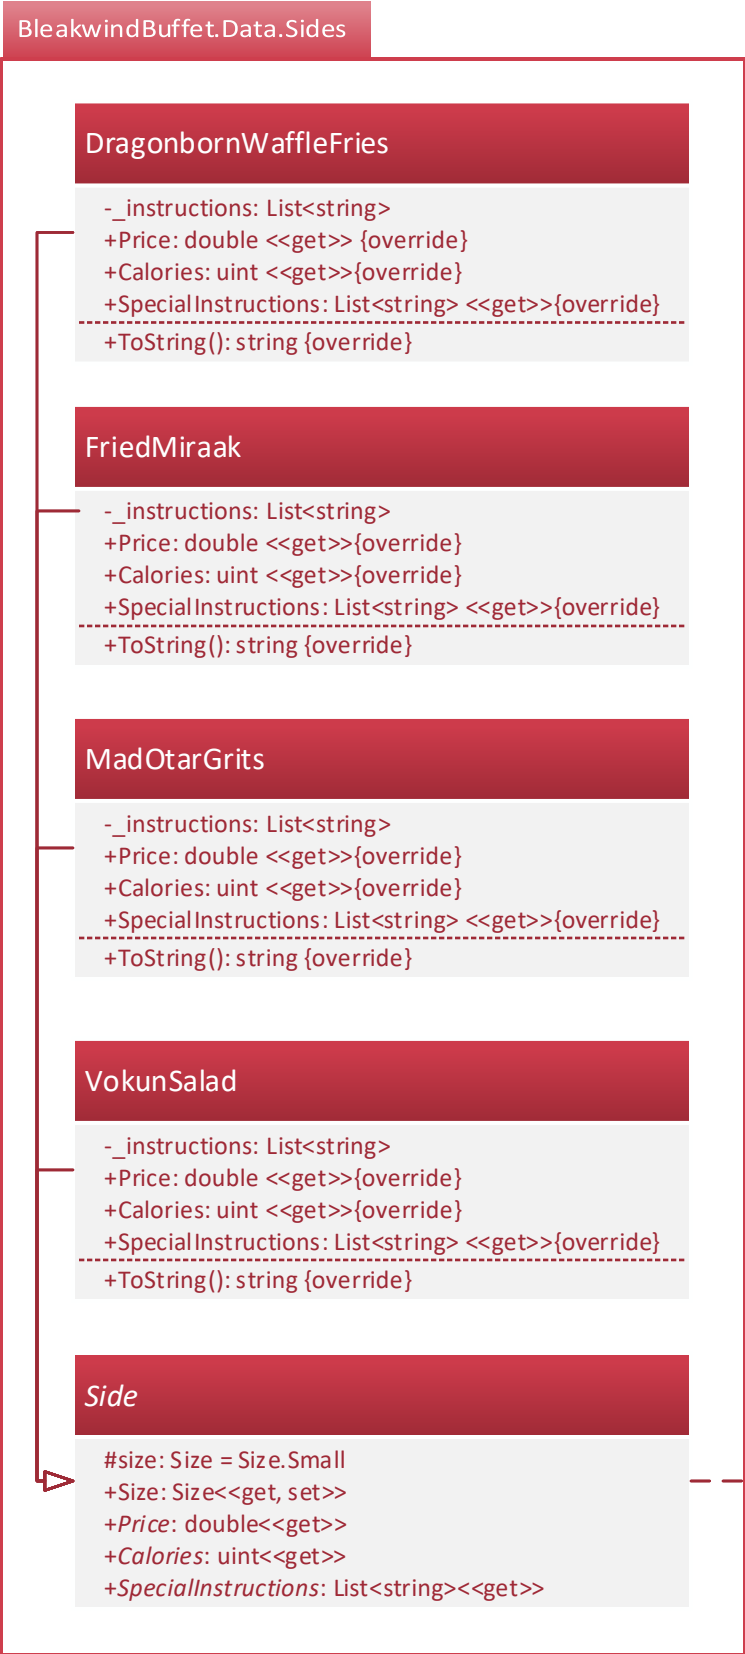 BleakwindBuffet.Data.Sides
DragonbornWaffleFries
-_instructions: List<string>
+Price: double <<get>> {override}
+Calories: uint <<get>>{override}
+SpecialInstructions: List<string> <<get>>{override}
+ToString(): string {override}
FriedMiraak
-_instructions: List<string>
+Price: double <<get>>{override}
+Calories: uint <<get>>{override}
+SpecialInstructions: List<string> <<get>>{override}
+ToString(): string {override}
MadOtarGrits
-_instructions: List<string>
+Price: double <<get>>{override}
+Calories: uint <<get>>{override}
+SpecialInstructions: List<string> <<get>>{override}
+ToString(): string {override}
VokunSalad
-_instructions: List<string>
+Price: double <<get>>{override}
+Calories: uint <<get>>{override}
+SpecialInstructions: List<string> <<get>>{override}
+ToString(): string {override}
Side
#size: Size = Size.Small
+Size: Size<<get, set>>
+Price: double<<get>>
+Calories: uint<<get>>
+SpecialInstructions: List<string><<get>>